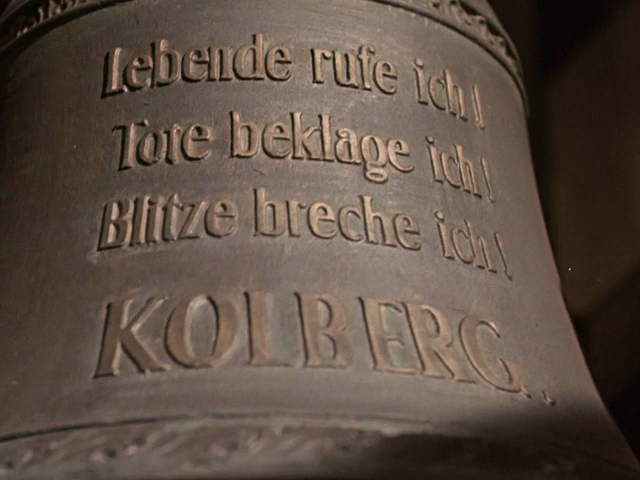 Lebende rufe ich!
Tote beklage ich!
Blitze breche ich!
KOLBERG.